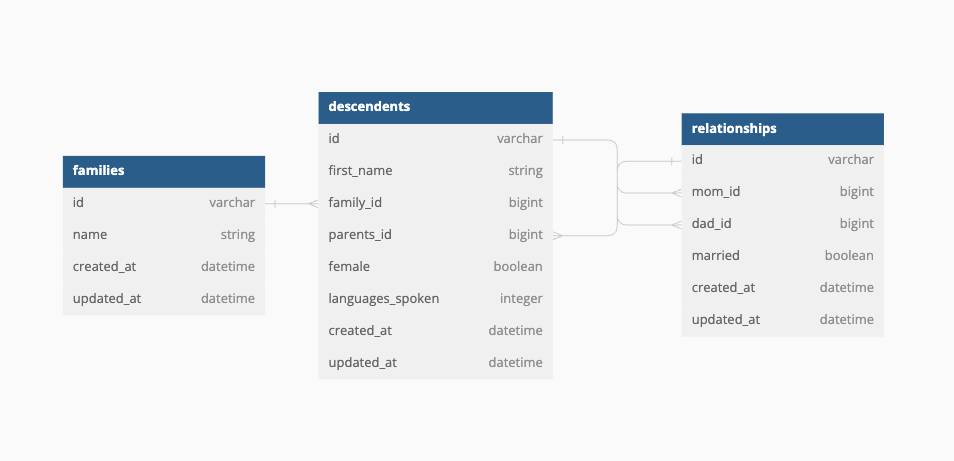 families
id varchar
name string
created_at datetime
updated_at datetime
descendents
id varchar
first_name string
family_id bigint
parents_id bigint
female boolean
languages_spoken integer
created_at datetime
updated_at datetime
relationships
id varchar
mom_id bigint
dad_id bigint
married boolean
created_at datetime
updated_at datetime